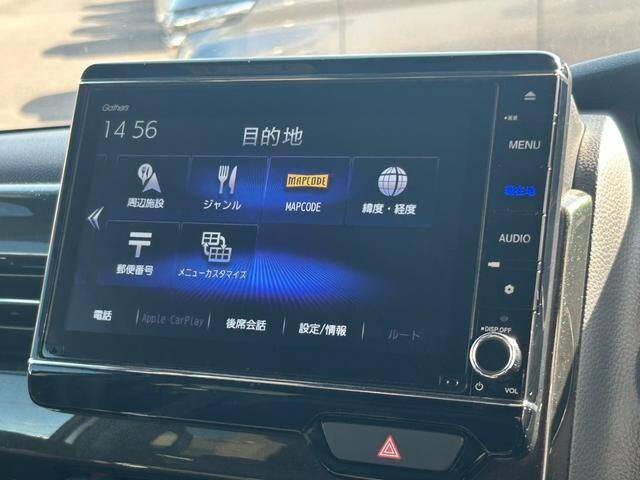 Gathers
14 56
目的地
周辺施設
ジャンル
MAPCODE
MAPCODE
緯度・経度
郵便番号
メニューカスタマイズ
電話
Apple CarPlay
後席会話
設定/情報
ルート
MENU
現在地
AUDIO
DISP OFF
VOL